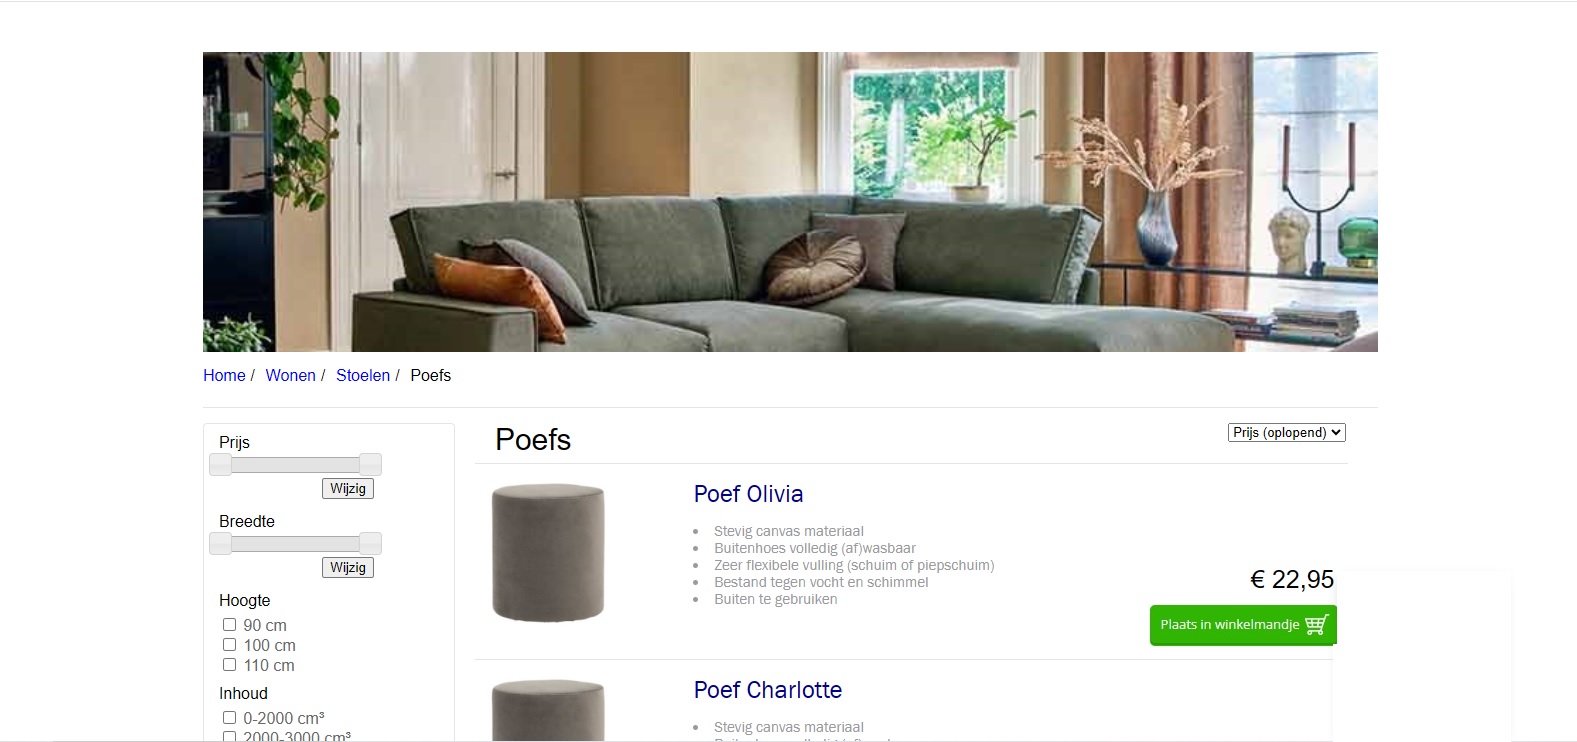 Home / Wonen / Stoelen / Poefs
Prijs
Wijzig
Breedte
Wijzig
Hoogte
90 cm
100 cm
110 cm
Inhoud
0-2000 cm³
2000-3000 cm³
Poefs
Prijs (oplopend)
Poef Olivia
Stevig canvas materiaal
Buitenhoes volledig (af)wasbaar
Zeer flexibele vulling (schuim of piepschuim)
Bestand tegen vocht en schimmel
Buiten te gebruiken
€ 22,95
Plaats in winkelmandje
Poef Charlotte
Stevig canvas materiaal